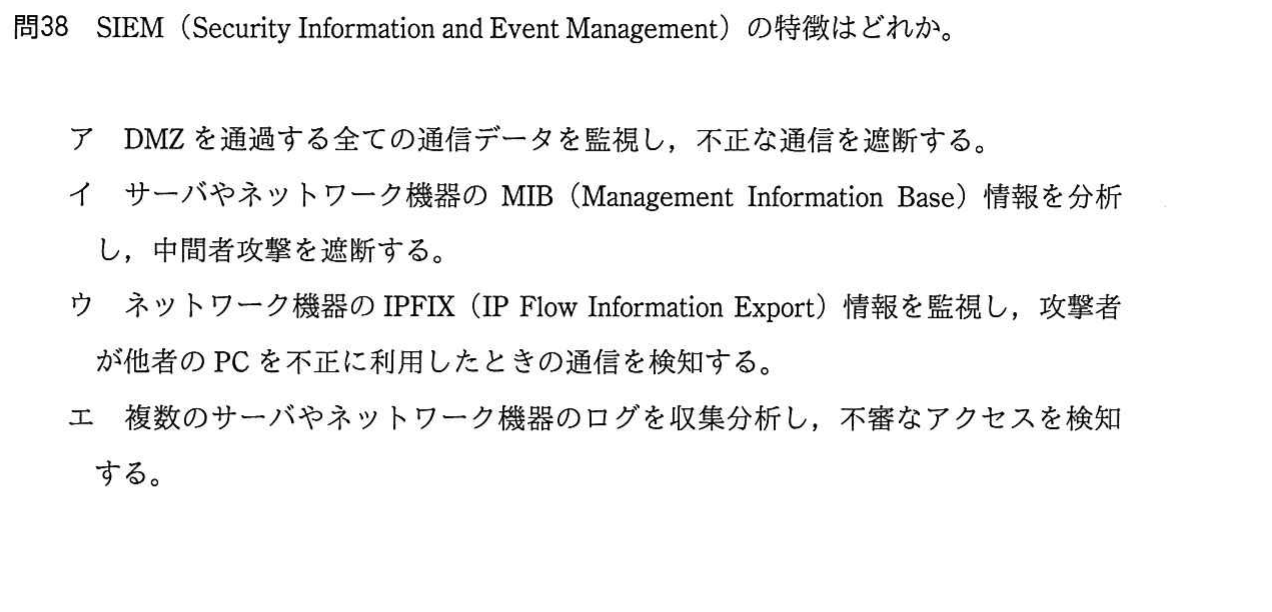 問38 SIEM（Security Information and Event Management）の特徴はどれか。
ア DMZ を通過する全ての通信データを監視し，不正な通信を遮断する。
イ サーバやネットワーク機器の MIB（Management Information Base）情報を分析
し，中間者攻撃を遮断する。
ウ ネットワーク機器の IPFIX（IP Flow Information Export）情報を監視し，攻撃者
が他者の PC を不正に利用したときの通信を検知する。
エ 複数のサーバやネットワーク機器のログを収集分析し，不審なアクセスを検知
する。